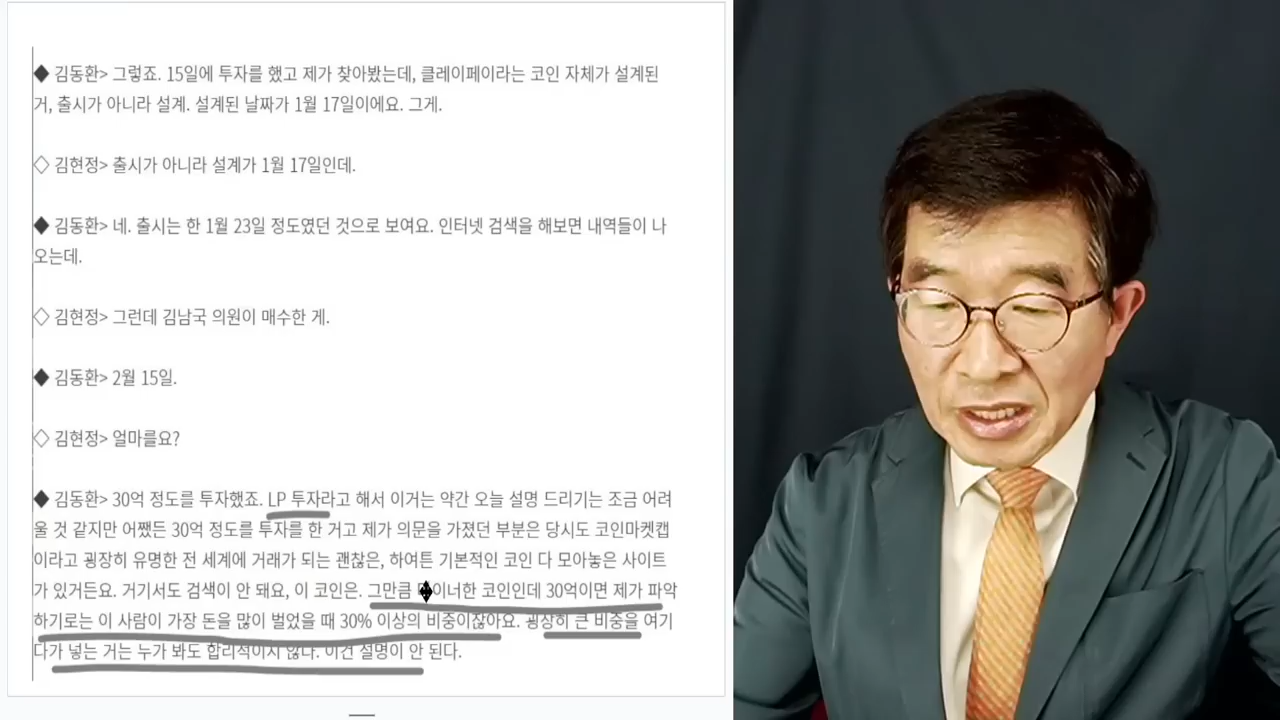 ◆ 김동환> 그렇죠. 15일에 투자를 했고 제가 찾아봤는데, 클레이페이라는 코인 자체가 설계된
거, 출시가 아니라 설계. 설계된 날짜가 1월 17일이에요. 그게.
◇ 김현정> 출시가 아니라 설계가 1월 17일인데.
◆ 김동환> 네. 출시는 한 1월 23일 정도였던 것으로 보여요. 인터넷 검색을 해보면 내역들이 나
오는데.
◇ 김현정> 그런데 김남국 의원이 매수한 게.
◆ 김동환> 2월 15일.
◇ 김현정> 얼마를요?
◆ 김동환> 30억 정도를 투자했죠. LP 투자라고 해서 이거는 약간 오늘 설명 드리기는 조금 어려
울 것 같지만 어쨌든 30억 정도를 투자를 한 거고 제가 의문을 가졌던 부분은 당시도 코인마켓캡
이라고 굉장히 유명한 전 세계에 거래가 되는 괜찮은, 하여튼 기본적인 코인 다 모아놓은 사이트
가 있거든요. 거기서도 검색이 안 돼요, 이 코인은. 그만큼 마이너한 코인인데 30억이면 제가 파악
하기로는 이 사람이 가장 돈을 많이 벌었을 때 30% 이상의 비중이잖아요. 굉장히 큰 비중을 여기
다가 넣는 거는 누가 봐도 합리적이지 않다. 이건 설명이 안 된다.